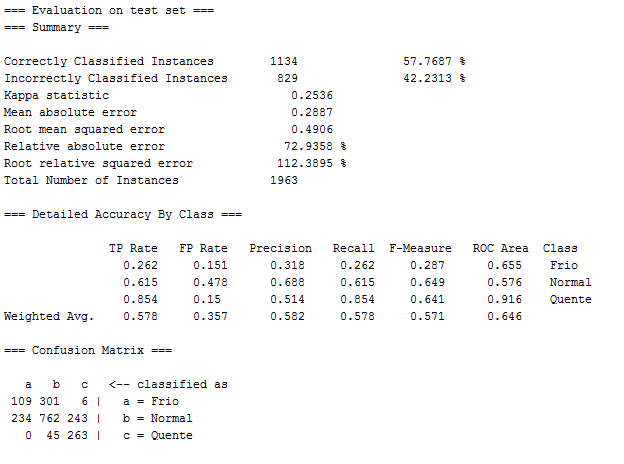 === Evaluation on test set ===
=== Summary ===
Correctly Classified Instances 1134 57.7687 %
Incorrectly Classified Instances 829 42.2313 %
Kappa statistic 0.2536
Mean absolute error 0.2887
Root mean squared error 0.4906
Relative absolute error 72.9358 %
Root relative squared error 112.3895 %
Total Number of Instances 1963
=== Detailed Accuracy By Class ===
TP Rate FP Rate Precision Recall F-Measure ROC Area Class
0.262 0.151 0.318 0.262 0.287 0.655 Frio
0.615 0.478 0.688 0.615 0.649 0.576 Normal
0.854 0.15 0.514 0.854 0.641 0.916 Quente
Weighted Avg. 0.578 0.357 0.582 0.578 0.571 0.646
=== Confusion Matrix ===
a b c <-- classified as
109 301 6 | a = Frio
234 762 243 | b = Normal
0 45 263 | c = Quente